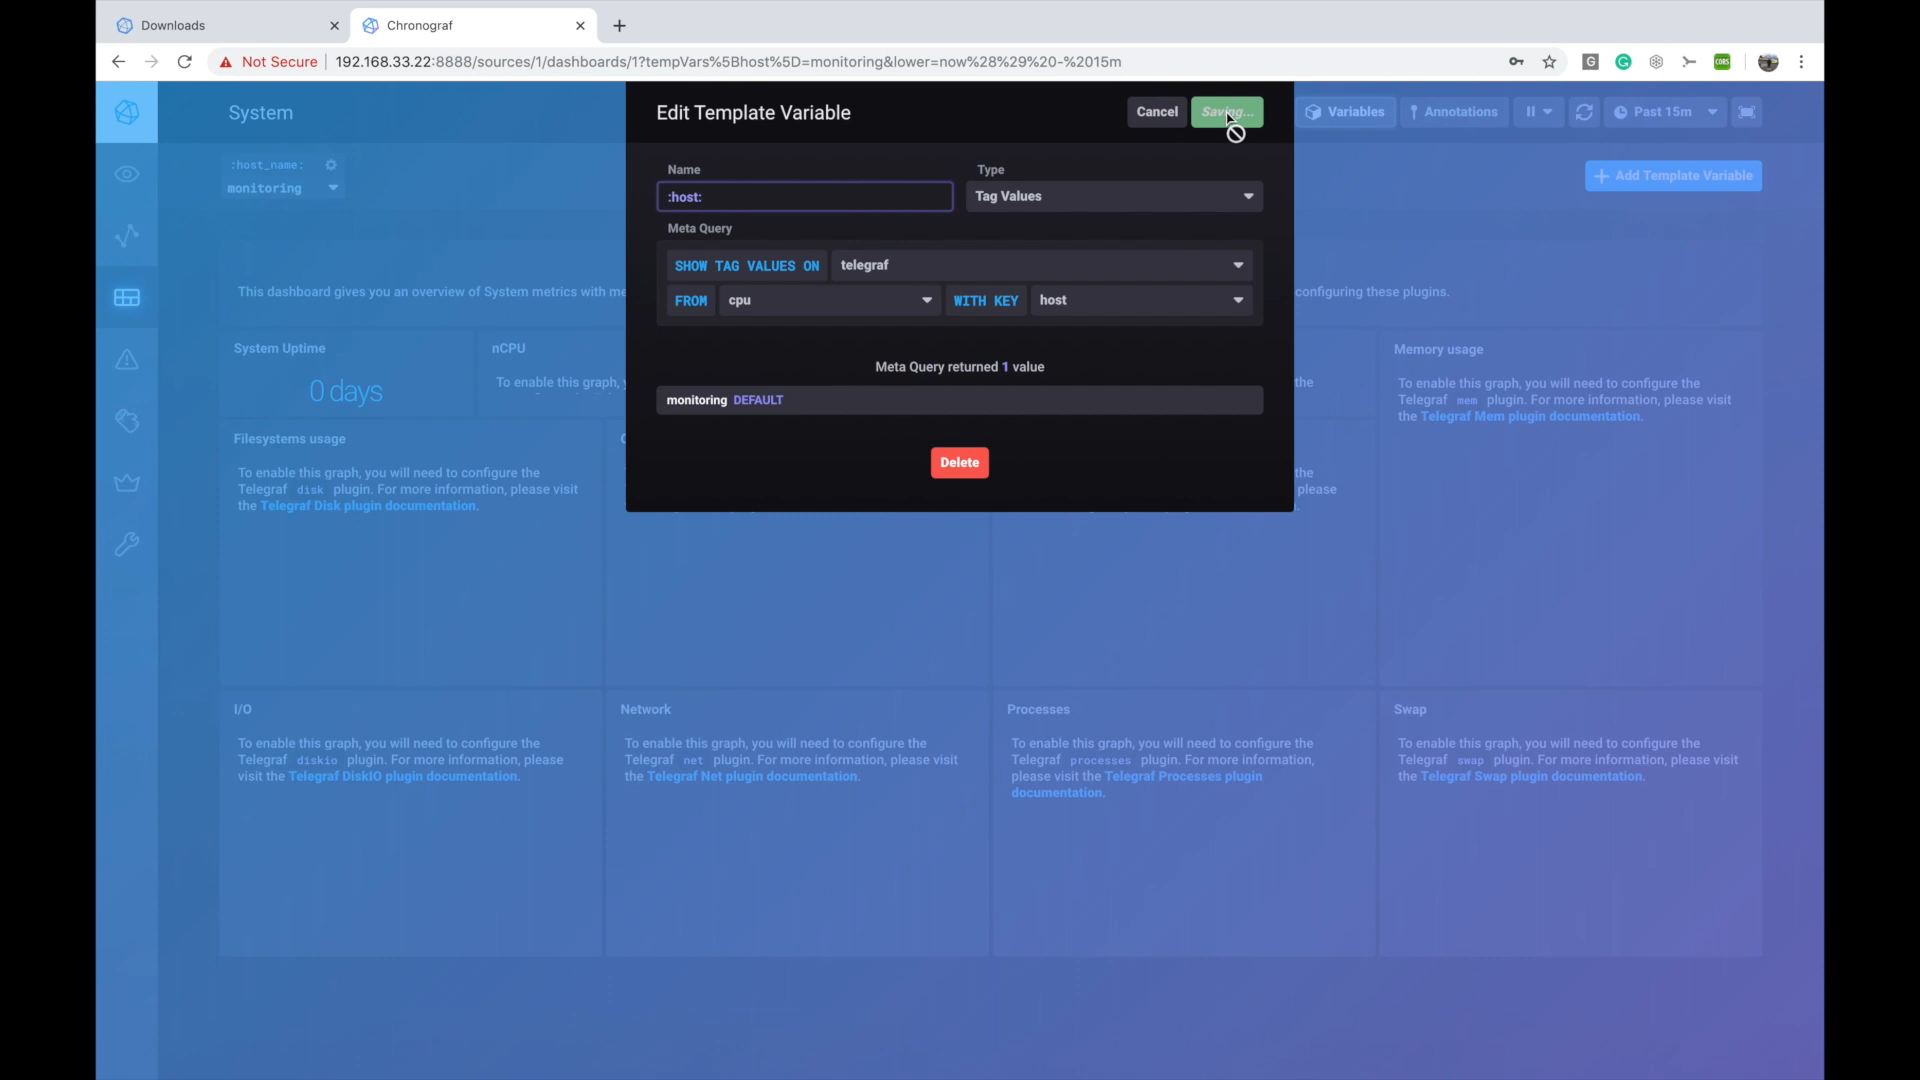 Downloads
Chronograf
Not Secure
192.168.33.22:8888/sources/1/dashboards/1?tempVars%5Bhost%5D=monitoring&lower=now%28%29%20-%2015m
System
Edit Template Variable
Cancel
Saving...
Variables
Annotations
Past 15m
:host_name:
monitoring
Add Template Variable
Name
Type
:host:
Tag Values
Meta Query
SHOW TAG VALUES ON
telegraf
FROM
cpu
WITH KEY
host
Meta Query returned 1 value
monitoring DEFAULT
Delete
This dashboard gives you an overview of System metrics with me
configuring these plugins.
System Uptime
0 days
nCPU
To enable this graph,
the
Memory usage
To enable this graph, you will need to configure the
Telegraf mem plugin. For more information, please visit
the Telegraf Mem plugin documentation.
Filesystems usage
To enable this graph, you will need to configure the
Telegraf disk plugin. For more information, please visit
the Telegraf Disk plugin documentation.
the
please
I/O
To enable this graph, you will need to configure the
Telegraf diskio plugin. For more information, please
visit the Telegraf DiskIO plugin documentation.
Network
To enable this graph, you will need to configure the
Telegraf net plugin. For more information, please visit
the Telegraf Net plugin documentation.
Processes
To enable this graph, you will need to configure the
Telegraf processes plugin. For more information,
please visit the Telegraf Processes plugin
documentation.
Swap
To enable this graph, you will need to configure the
Telegraf swap plugin. For more information, please visit
the Telegraf Swap plugin documentation.